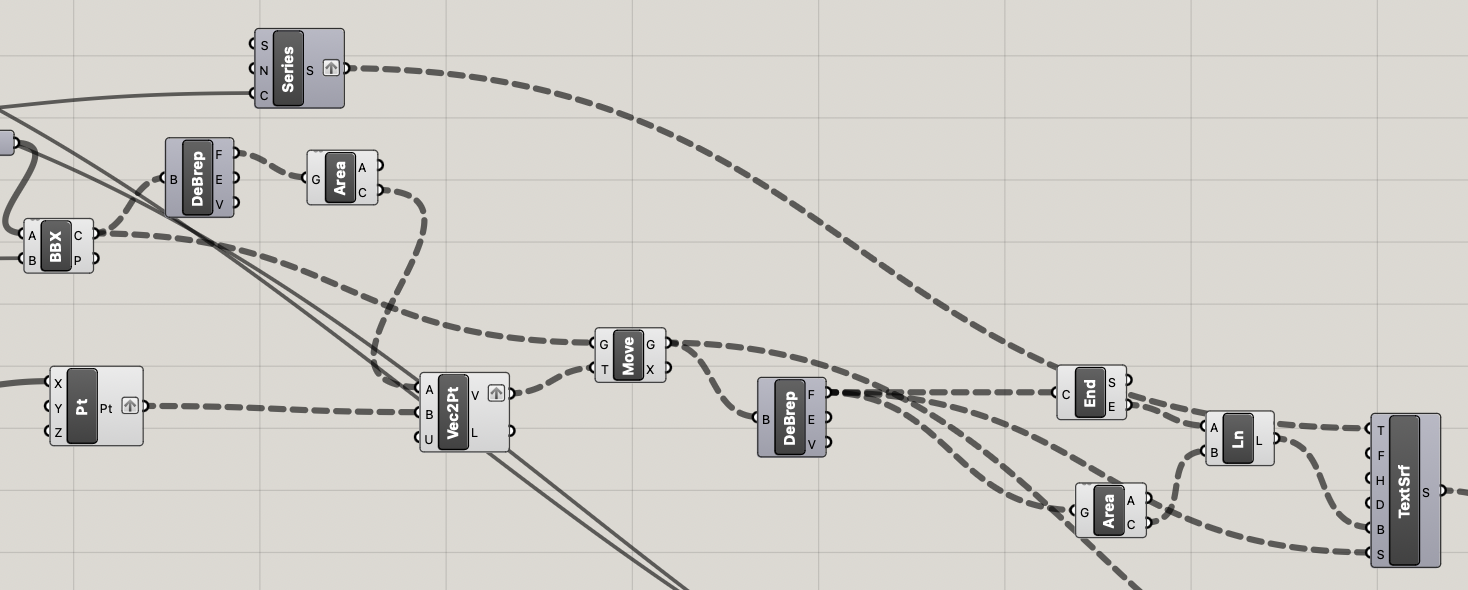 S
N
C
Series
S
B
DeBrep
F
E
V
G
Area
A
C
A
B
BBX
C
P
X
Y
Z
Pt
Pt
A
B
U
Vec2Pt
V
L
G
T
Move
G
X
B
DeBrep
F
E
V
C
End
S
E
A
B
Ln
L
G
Area
A
C
T
F
H
D
B
S
TextSrf
S